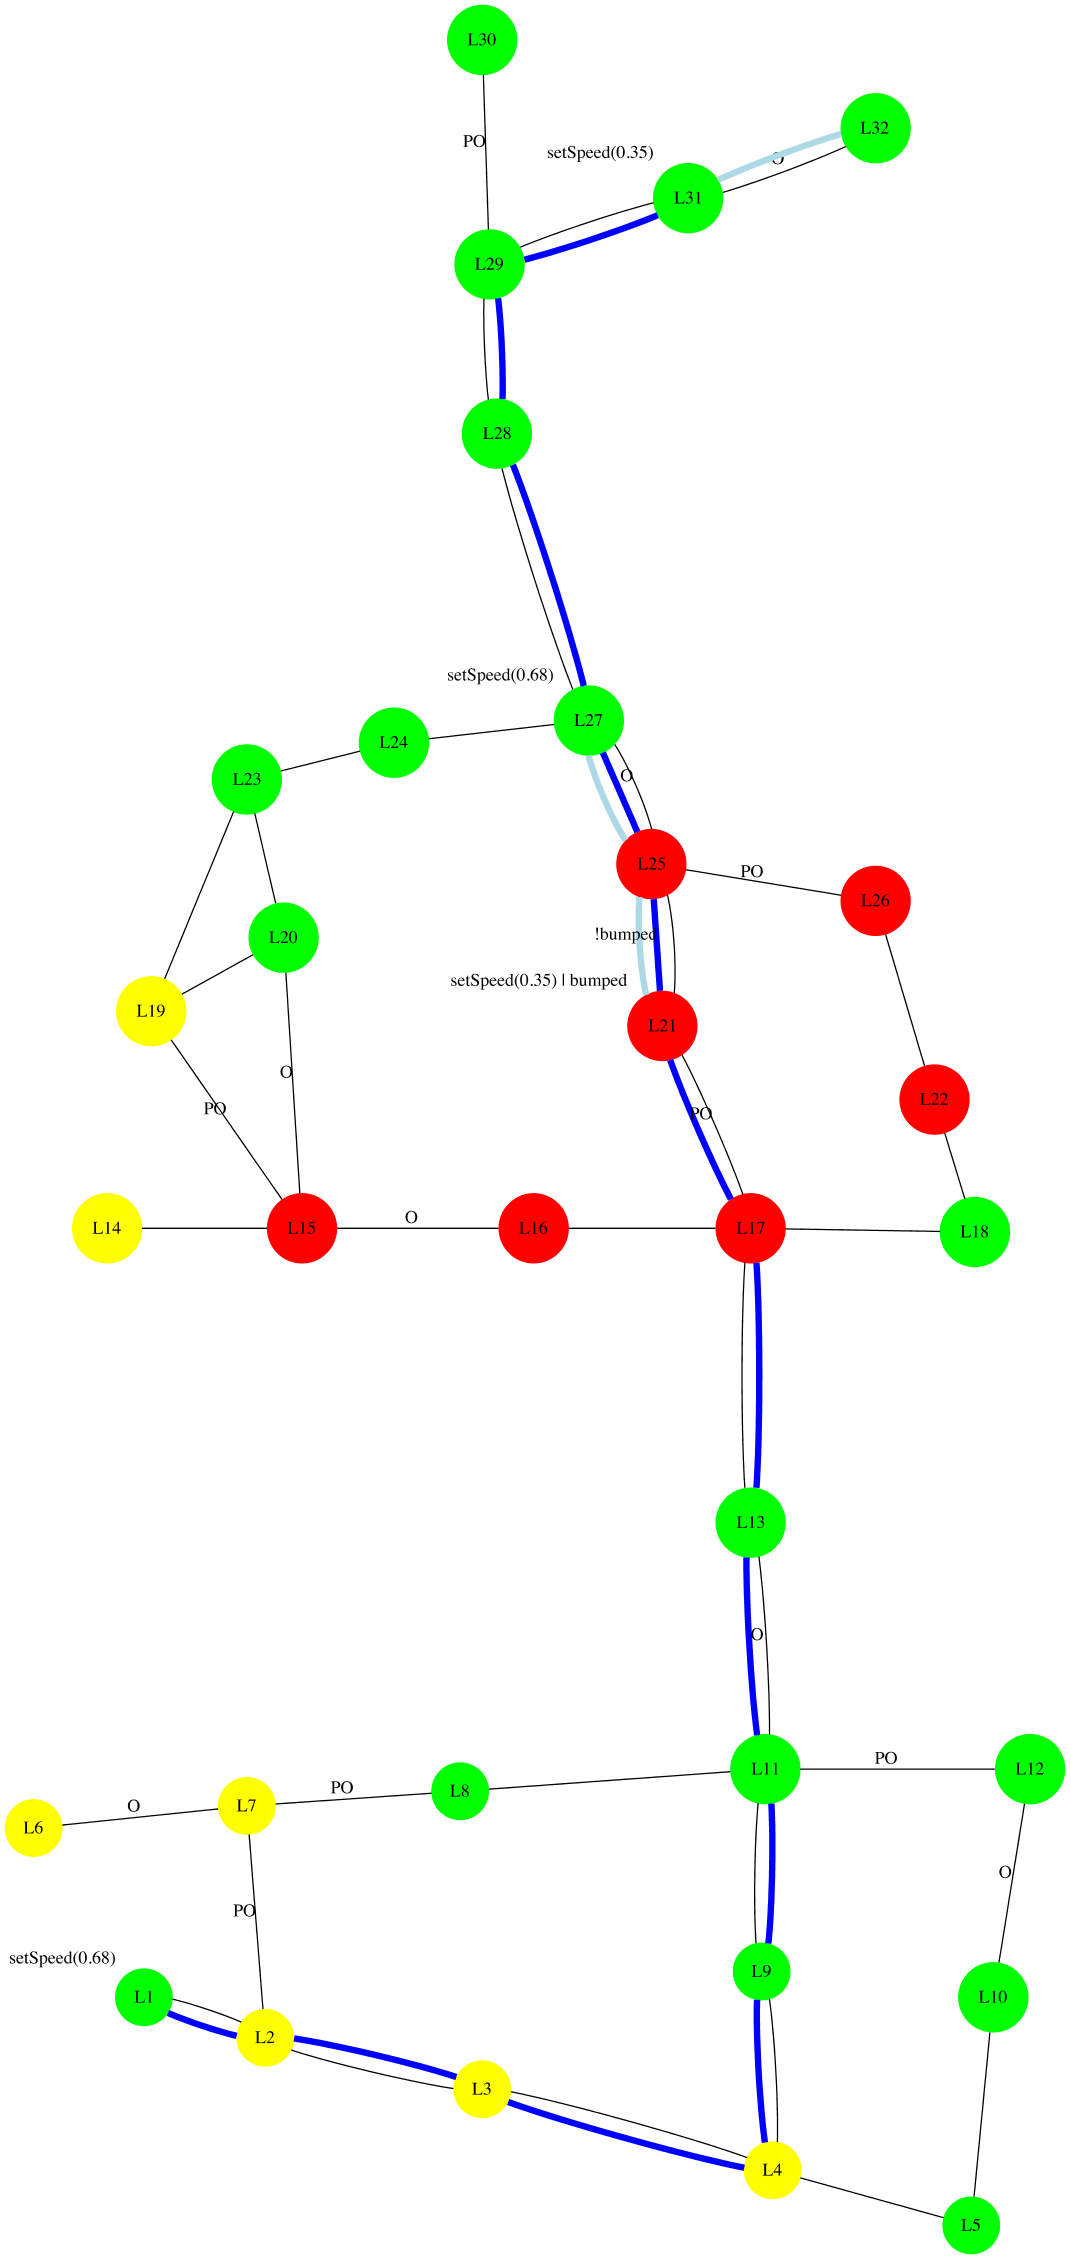 L30
L32
PO
setSpeed(0.35)
O
L31
L29
L28
setSpeed(0.68)
L27
L24
L23
O
L25
PO
L26
L20
!bumped
setSpeed(0.35) | bumped
L19
L21
O
L22
PO
PO
L14
L15
O
L16
L17
L18
L13
O
L11
PO
L12
L8
PO
L7
O
L6
O
PO
setSpeed(0.68)
L9
L1
L10
L2
L3
L4
L5